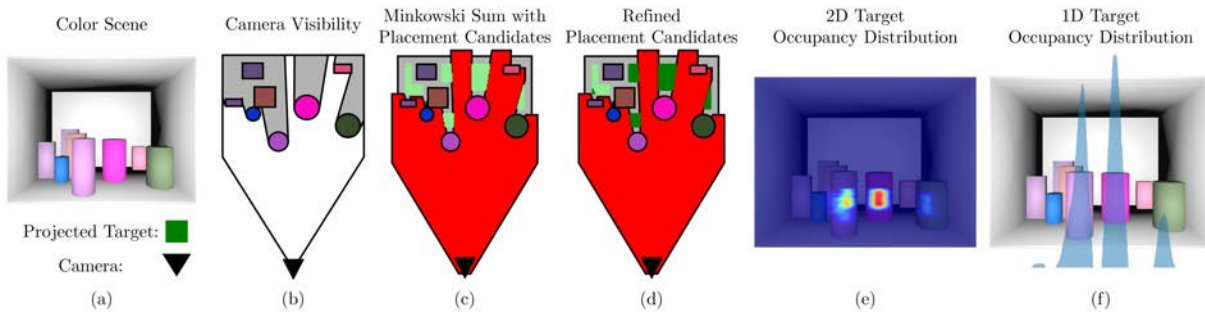 Color Scene
Camera Visibility
Minkowski Sum with
Placement Candidates
Refined
Placement Candidates
2D Target
Occupancy Distribution
1D Target
Occupancy Distribution
Projected Target:
Camera:
(a)
(b)
(c)
(d)
(e)
(f)